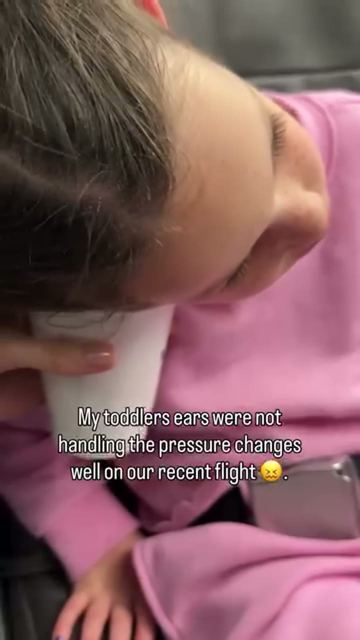 My toddlers ears were not
handling the pressure changes
well on our recent flight😖.